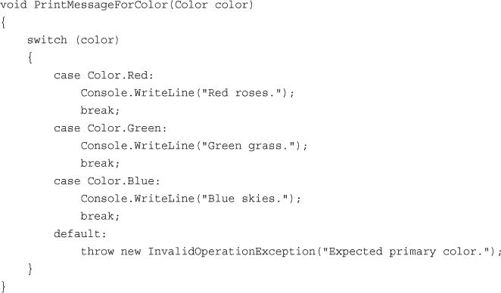 void PrintMessageForColor(Color color)
{
    switch (color)
    {
        case Color.Red:
            Console.WriteLine("Red roses.");
            break;
        case Color.Green:
            Console.WriteLine("Green grass.");
            break;
        case Color.Blue:
            Console.WriteLine("Blue skies.");
            break;
        default:
            throw new InvalidOperationException("Expected primary color.");
    }
}